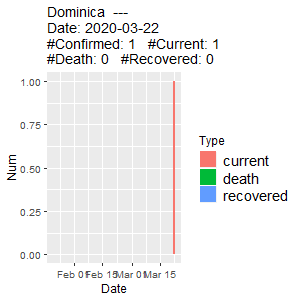 Dominica  ---
Date: 2020-03-22
#Confirmed: 1   #Current: 1
#Death: 0   #Recovered: 0
1.00
0.75
0.50
0.25
0.00
Num
Feb 01 Feb 15 Mar 01 Mar 15
Date
Type
current
death
recovered